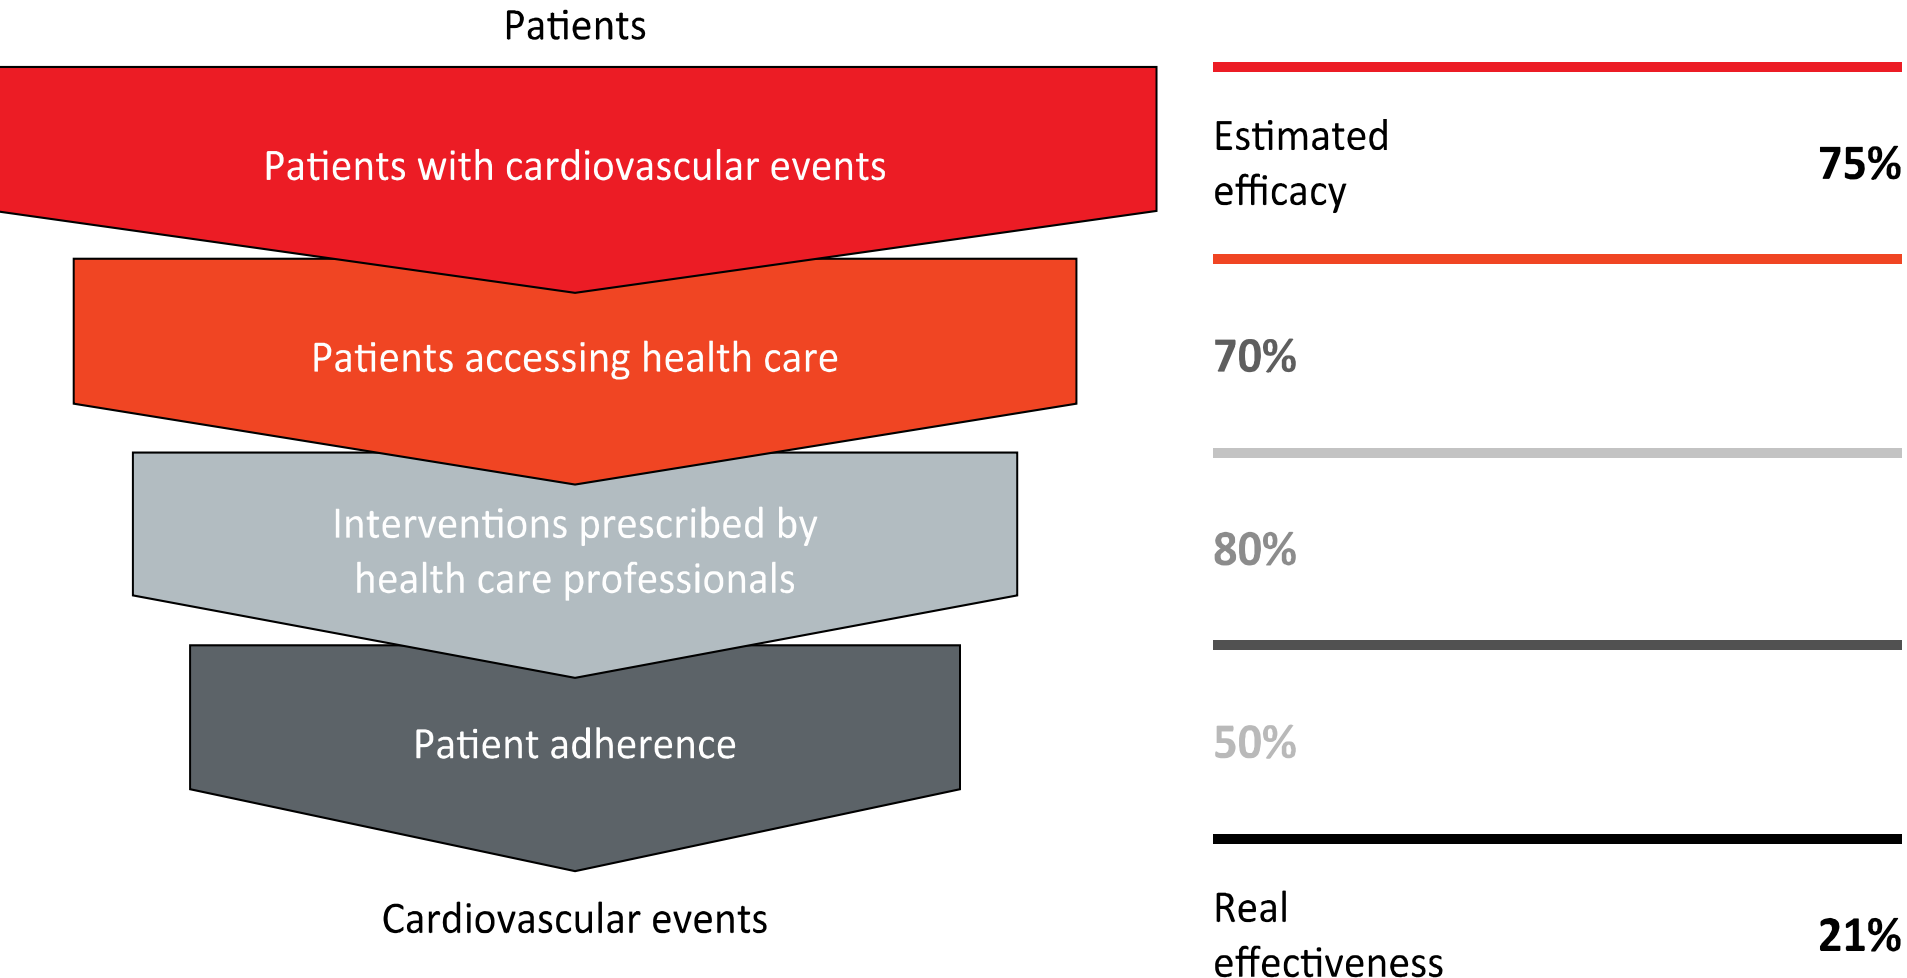 Patients
Patients with cardiovascular events
Estimated
efficacy
75%
Patients accessing health care
70%
Interventions prescribed by
health care professionals
80%
Patient adherence
50%
Cardiovascular events
Real
effectiveness
21%